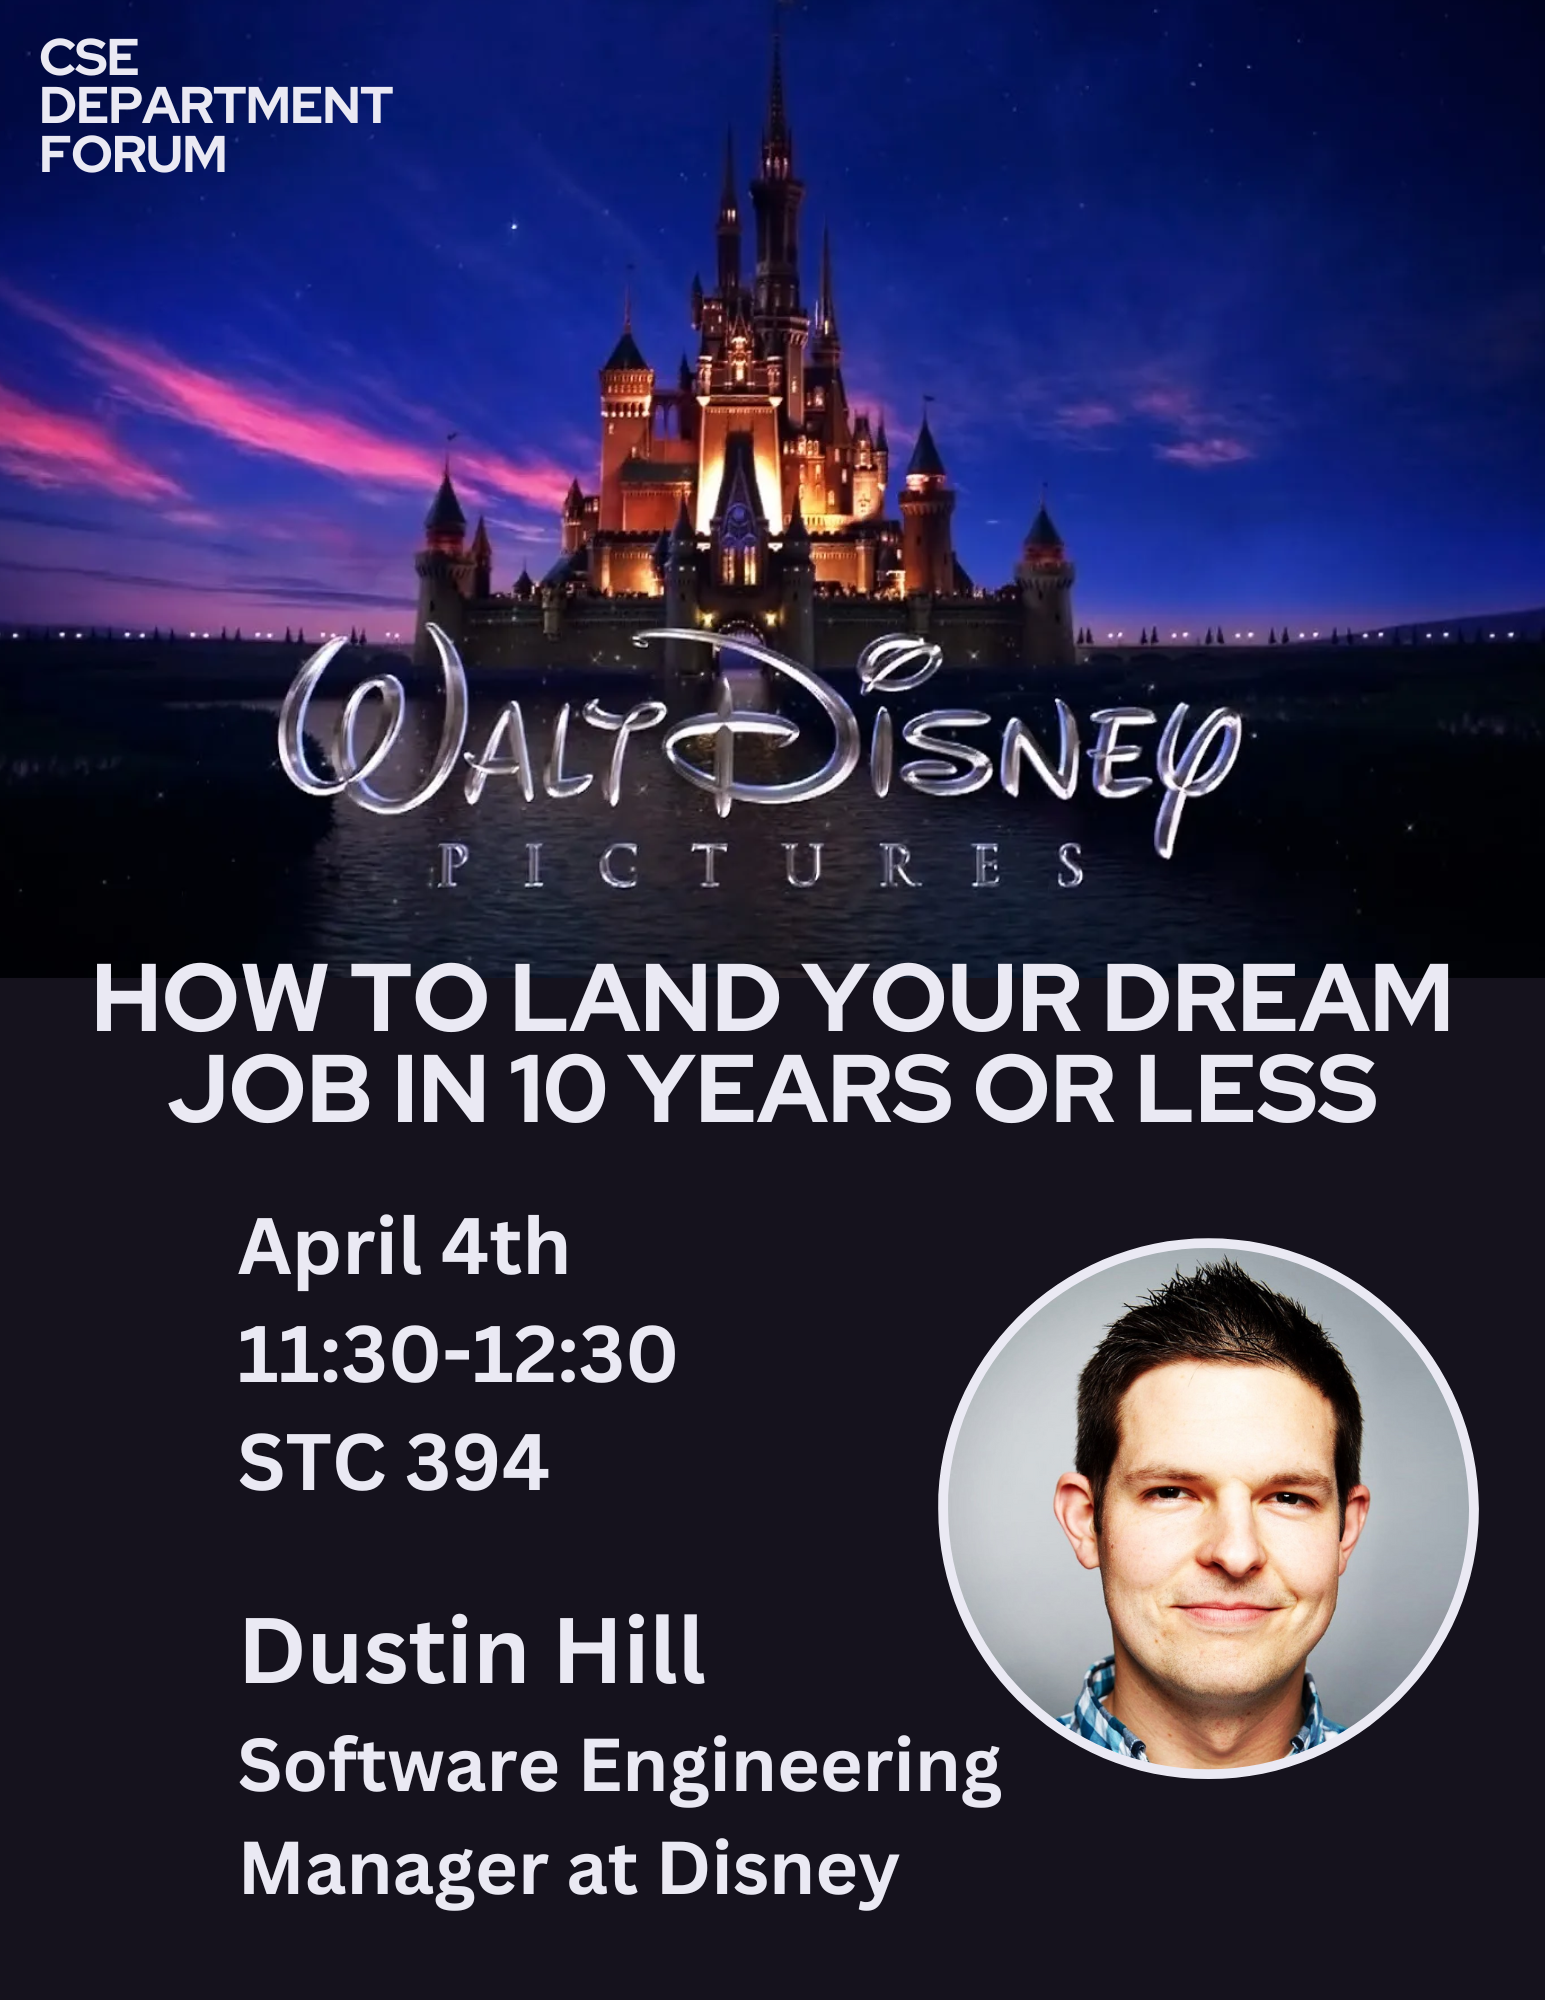 CSE
DEPARTMENT
FORUM
WALT DISNEY
PICTURES
HOW TO LAND YOUR DREAM
JOB IN 10 YEARS OR LESS
April 4th
11:30-12:30
STC 394
Dustin Hill
Software Engineering
Manager at Disney